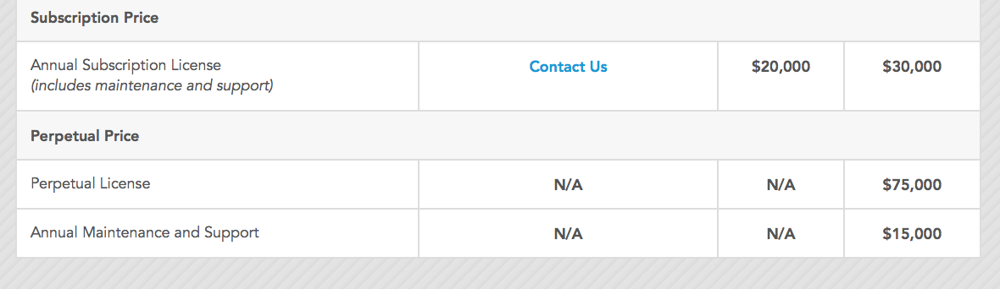 Subscription Price
Annual Subscription License Contact Us $20,000 $30,000
(includes maintenance and support)
Perpetual Price
Perpetual License N/A N/A $75,000
Annual Maintenance and Support N/A N/A $15,000